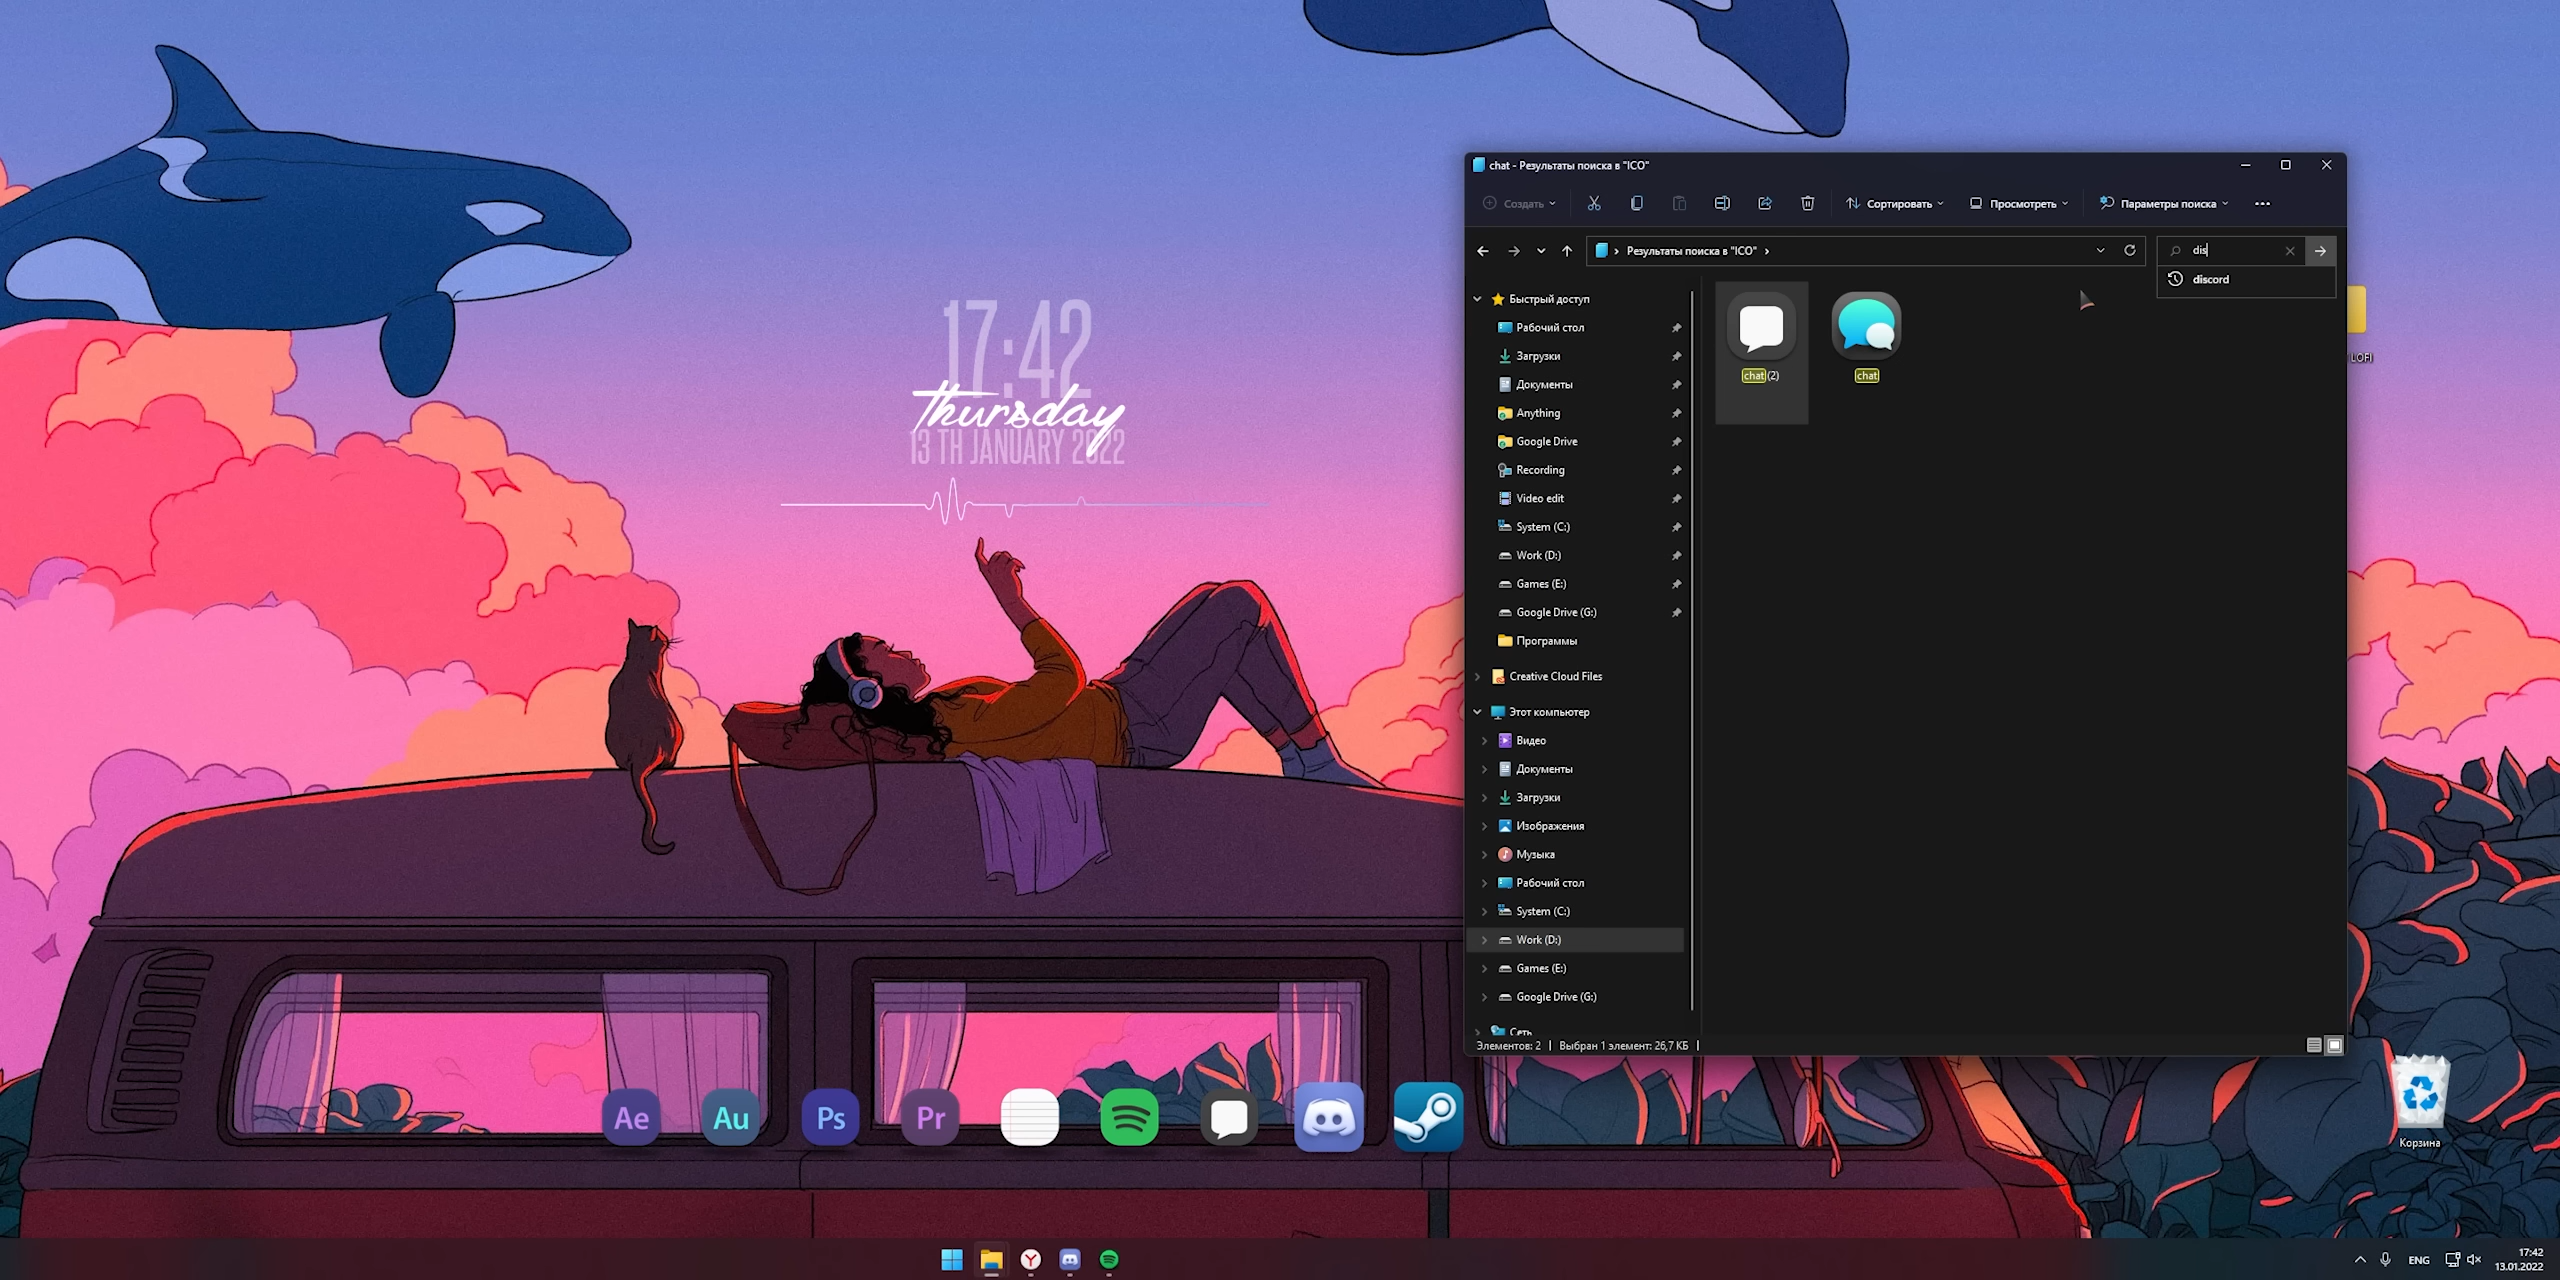 17:42
Thursday
13 TH JANUARY 2022
chat - Результаты поиска в "ICO"
Создать
Сортировать
Просмотреть
Параметры поиска
Результаты поиска в "ICO"
dis
discord
Быстрый доступ
Рабочий стол
Загрузки
Документы
Anything
Google Drive
Recording
Video edit
System (C:)
Work (D:)
Games (E:)
Google Drive (G:)
Программы
Creative Cloud Files
Этот компьютер
Видео
Документы
Загрузки
Изображения
Музыка
Рабочий стол
System (C:)
Work (D:)
Games (E:)
Google Drive (G:)
Сеть
chat (2)
chat
Элементов: 2
Выбран 1 элемент: 26,7 КБ
LOFI
Ae
Au
Ps
Pr
Корзина
ENG
17:42
13.01.2022